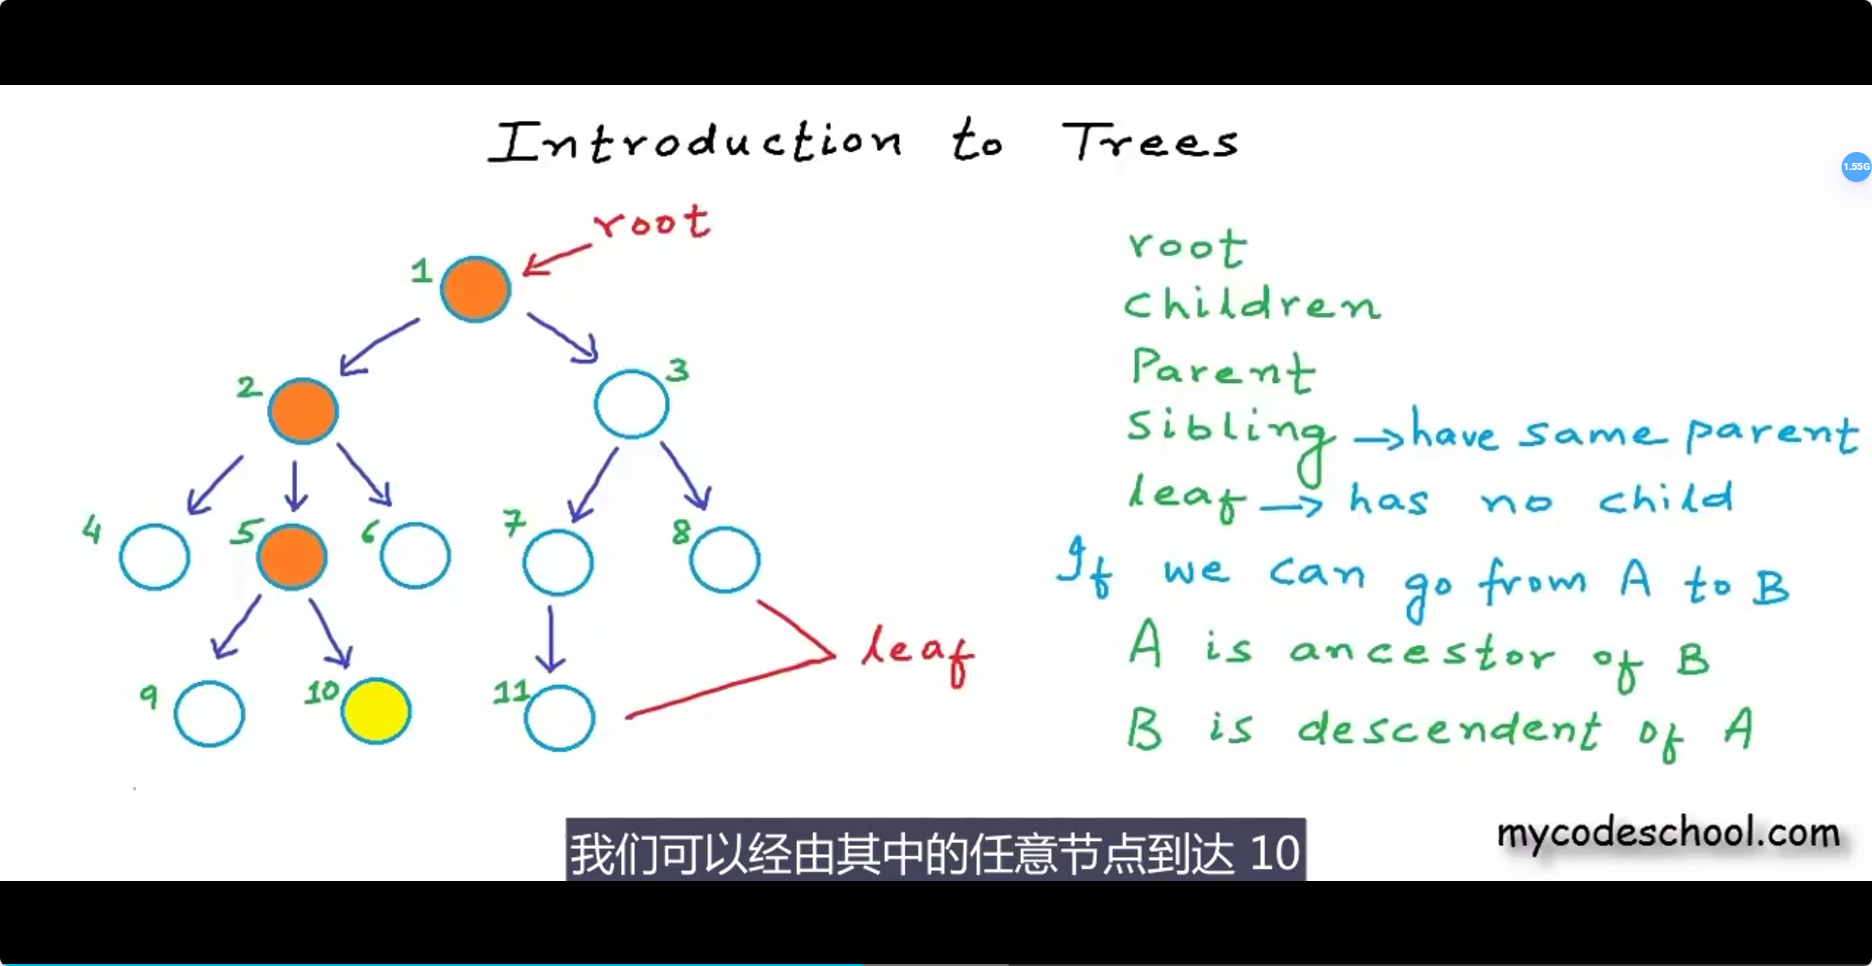 Introduction to Trees
1.55G
root
1
2
3
4
5
6
7
8
9
10
11
leaf
root
children
Parent
Sibling → have same parent
leaf → has no child
If we can go from A to B
A is ancestor of B
B is descendent of A
mycodeschool.com
我们可以经由其中的任意节点到达 10